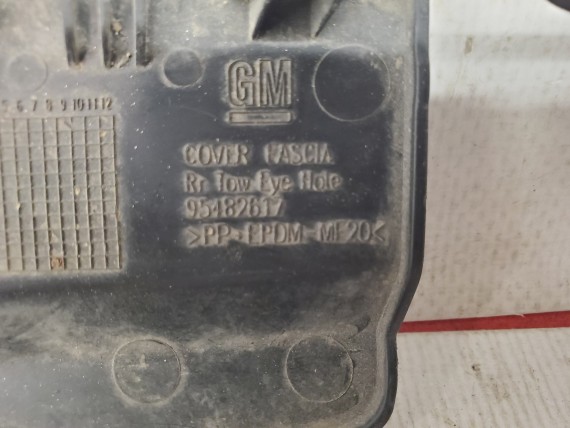 GM
5 6 7 8 9 10 11 12
COVER FASCIA
Rr Tow Eye Hole
95482617
>PP-EPDM-MF20<